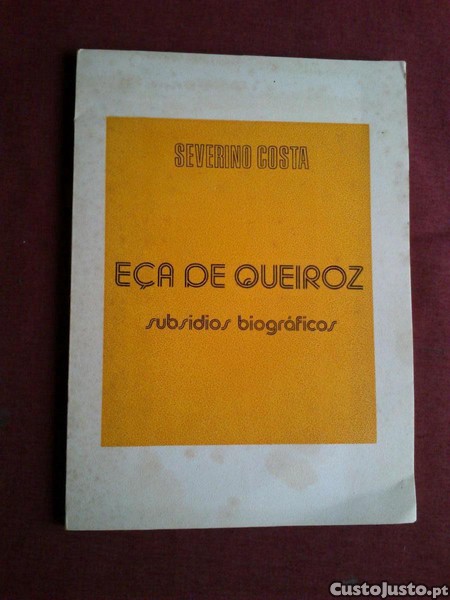 SEVERINO COSTA
EÇA DE QUEIROZ
subsídios biográficos
CustoJusto.pt